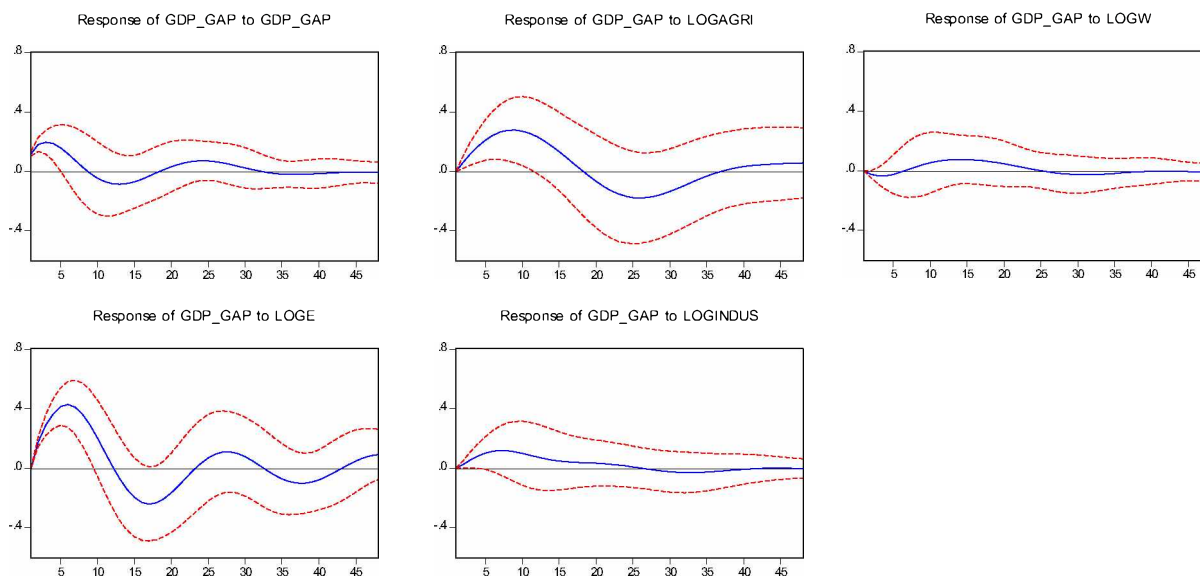 Response of GDP_GAP to GDP_GAP
.8
.4
.0
-.4
5 10 15 20 25 30 35 40 45
Response of GDP_GAP to LOGAGRI
.8
.4
.0
-.4
5 10 15 20 25 30 35 40 45
Response of GDP_GAP to LOGW
.8
.4
.0
-.4
5 10 15 20 25 30 35 40 45
Response of GDP_GAP to LOGE
.8
.4
.0
-.4
5 10 15 20 25 30 35 40 45
Response of GDP_GAP to LOGINDUS
.8
.4
.0
-.4
5 10 15 20 25 30 35 40 45